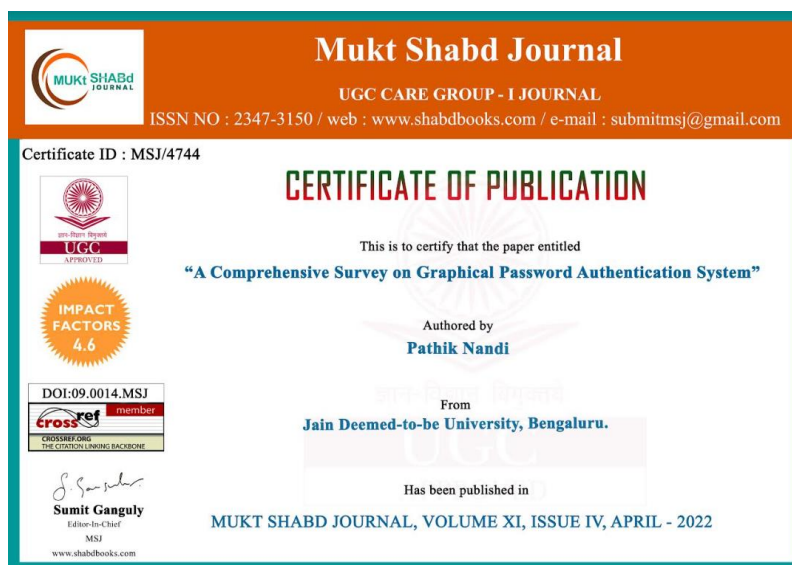 MUKt SHABd
JOURNAL
Mukt Shabd Journal
UGC CARE GROUP - I JOURNAL
ISSN NO : 2347-3150 / web : www.shabdbooks.com / e-mail : submitmsj@gmail.com
Certificate ID : MSJ/4744
ज्ञान-विज्ञान विमुक्तये
UGC
APPROVED
CERTIFICATE OF PUBLICATION
This is to certify that the paper entitled
“A Comprehensive Survey on Graphical Password Authentication System”
IMPACT
FACTORS
4.6
Authored by
Pathik Nandi
DOI:09.0014.MSJ
crossref member
CROSSREF.ORG
THE CITATION LINKING BACKBONE
ज्ञान-विज्ञान विमुक्तये
From
Jain Deemed-to-be University, Bengaluru.
UGC
S. Ganguly
Sumit Ganguly
Editor-In-Chief
MSJ
www.shabdbooks.com
Has been published in
MUKT SHABD JOURNAL, VOLUME XI, ISSUE IV, APRIL - 2022